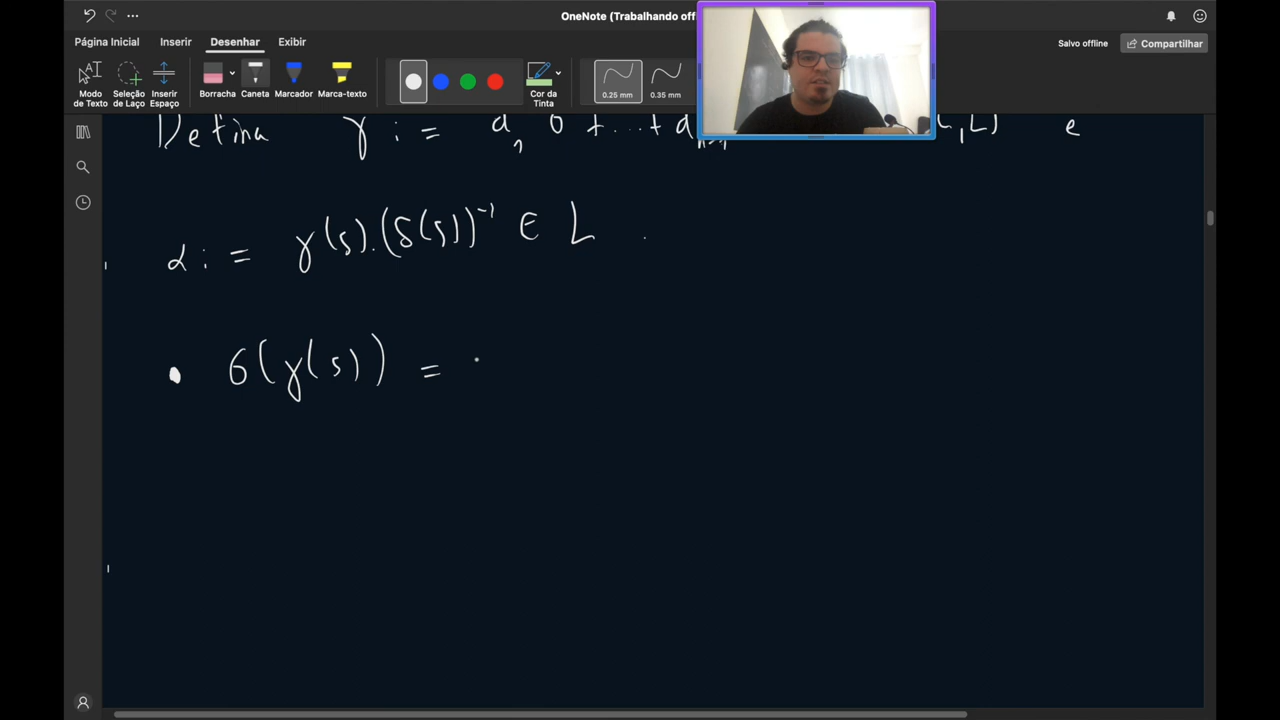 OneNote (Trabalhando off
Página Inicial Inserir Desenhar Exibir
Salvo offline Compartilhar
Modo de Texto
Seleção de Laço
Inserir Espaço
Borracha
Caneta
Marcador
Marca-texto
Cor da Tinta
0.25 mm
0.35 mm
Defina γ := a₁ σ + ... + a , L) e
α := γ(s).(δ(s))⁻¹ ∈ L .
• σ(γ(s)) =